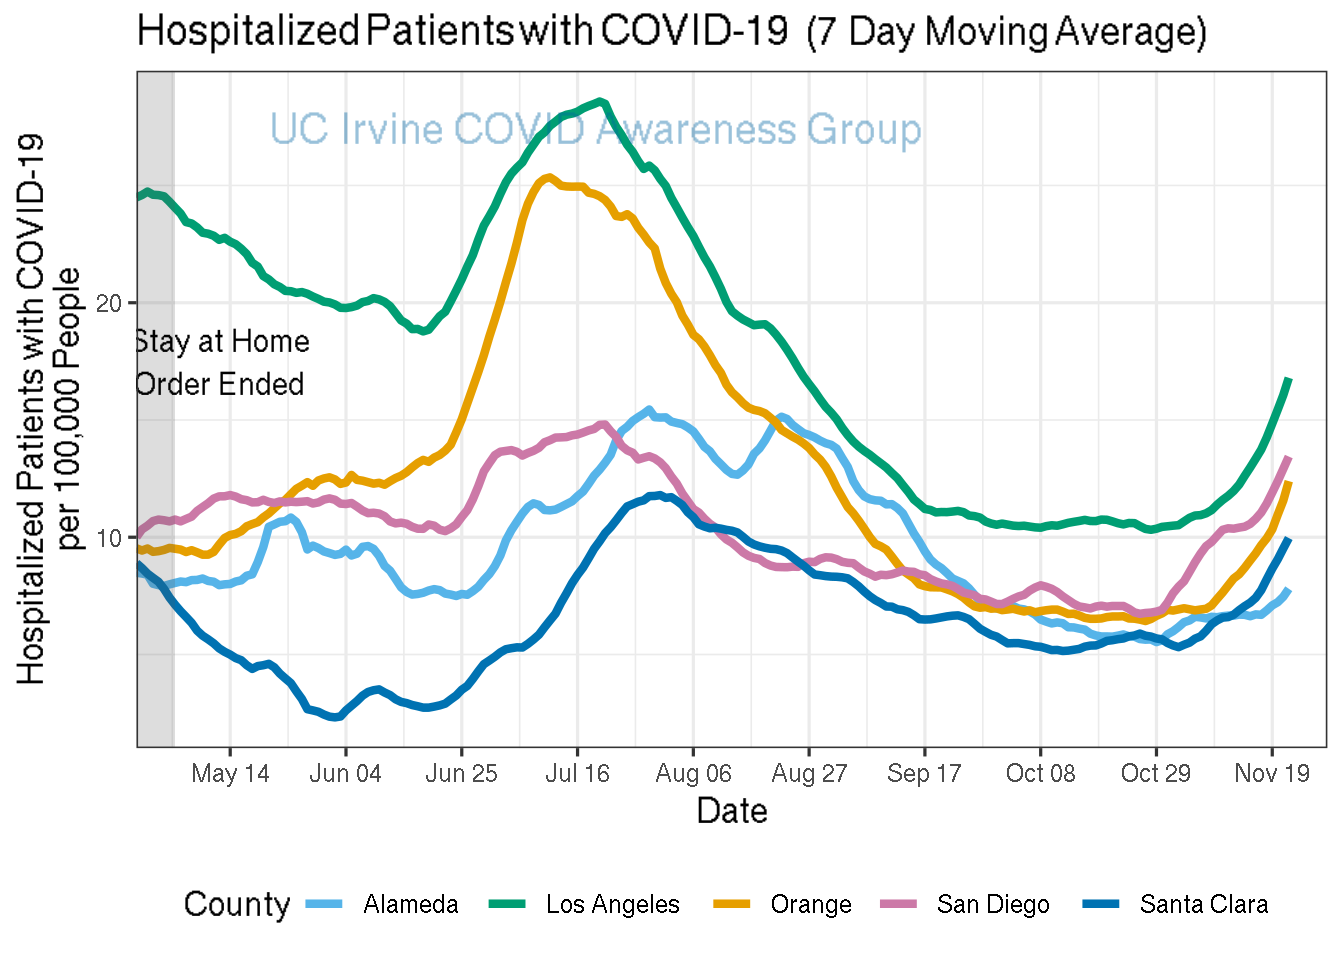 Hospitalized Patients with COVID-19 (7 Day Moving Average)
UC Irvine COVID Awareness Group
Hospitalized Patients with COVID-19
per 100,000 People
20
10
Stay at Home
Order Ended
May 14 Jun 04 Jun 25 Jul 16 Aug 06 Aug 27 Sep 17 Oct 08 Oct 29 Nov 19
Date
County Alameda Los Angeles Orange San Diego Santa Clara